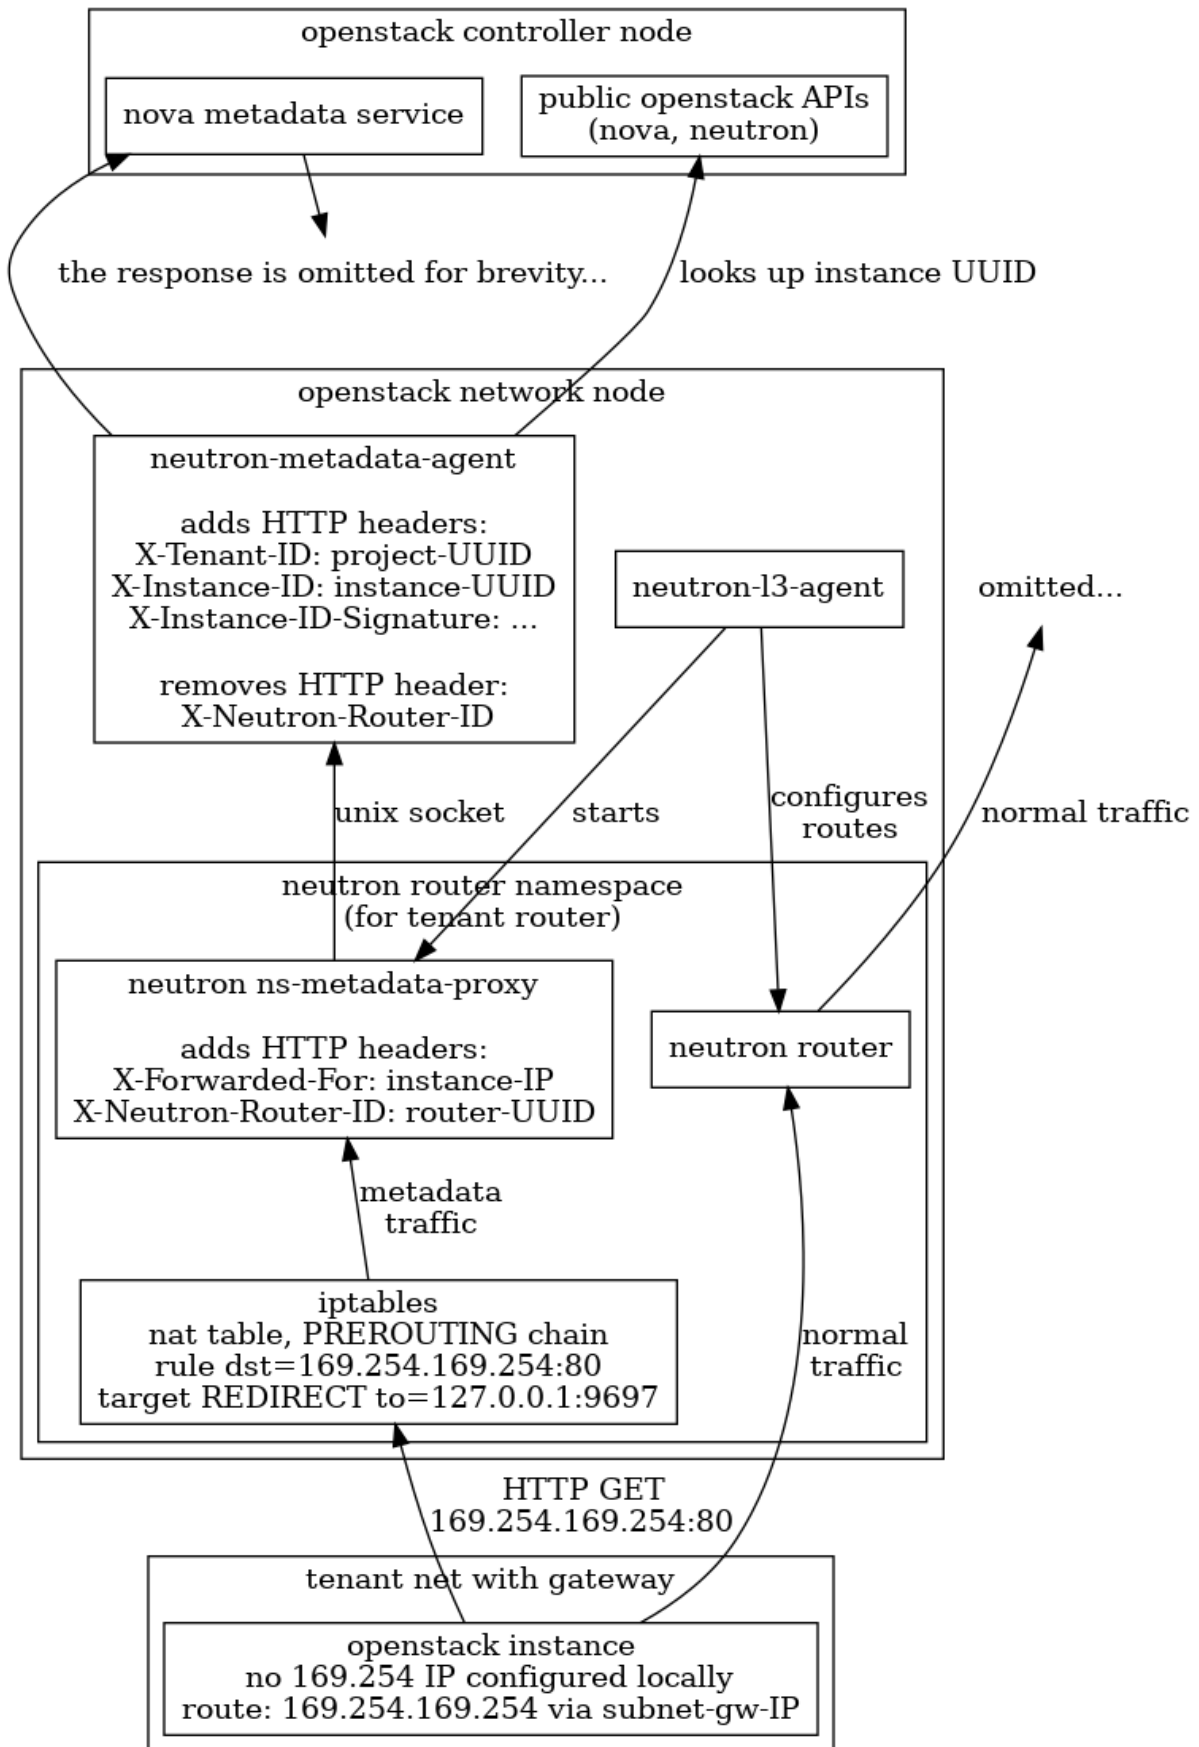 openstack controller node
nova metadata service
public openstack APIs
(nova, neutron)
the response is omitted for brevity...
looks up instance UUID
openstack network node
neutron-metadata-agent
adds HTTP headers:
X-Tenant-ID: project-UUID
X-Instance-ID: instance-UUID
X-Instance-ID-Signature: ...
removes HTTP header:
X-Neutron-Router-ID
neutron-l3-agent
omitted...
unix socket
starts
configures
routes
normal traffic
neutron router namespace
(for tenant router)
neutron ns-metadata-proxy
adds HTTP headers:
X-Forwarded-For: instance-IP
X-Neutron-Router-ID: router-UUID
neutron router
metadata
traffic
iptables
nat table, PREROUTING chain
rule dst=169.254.169.254:80
target REDIRECT to=127.0.0.1:9697
normal
traffic
HTTP GET
169.254.169.254:80
tenant net with gateway
openstack instance
no 169.254 IP configured locally
route: 169.254.169.254 via subnet-gw-IP